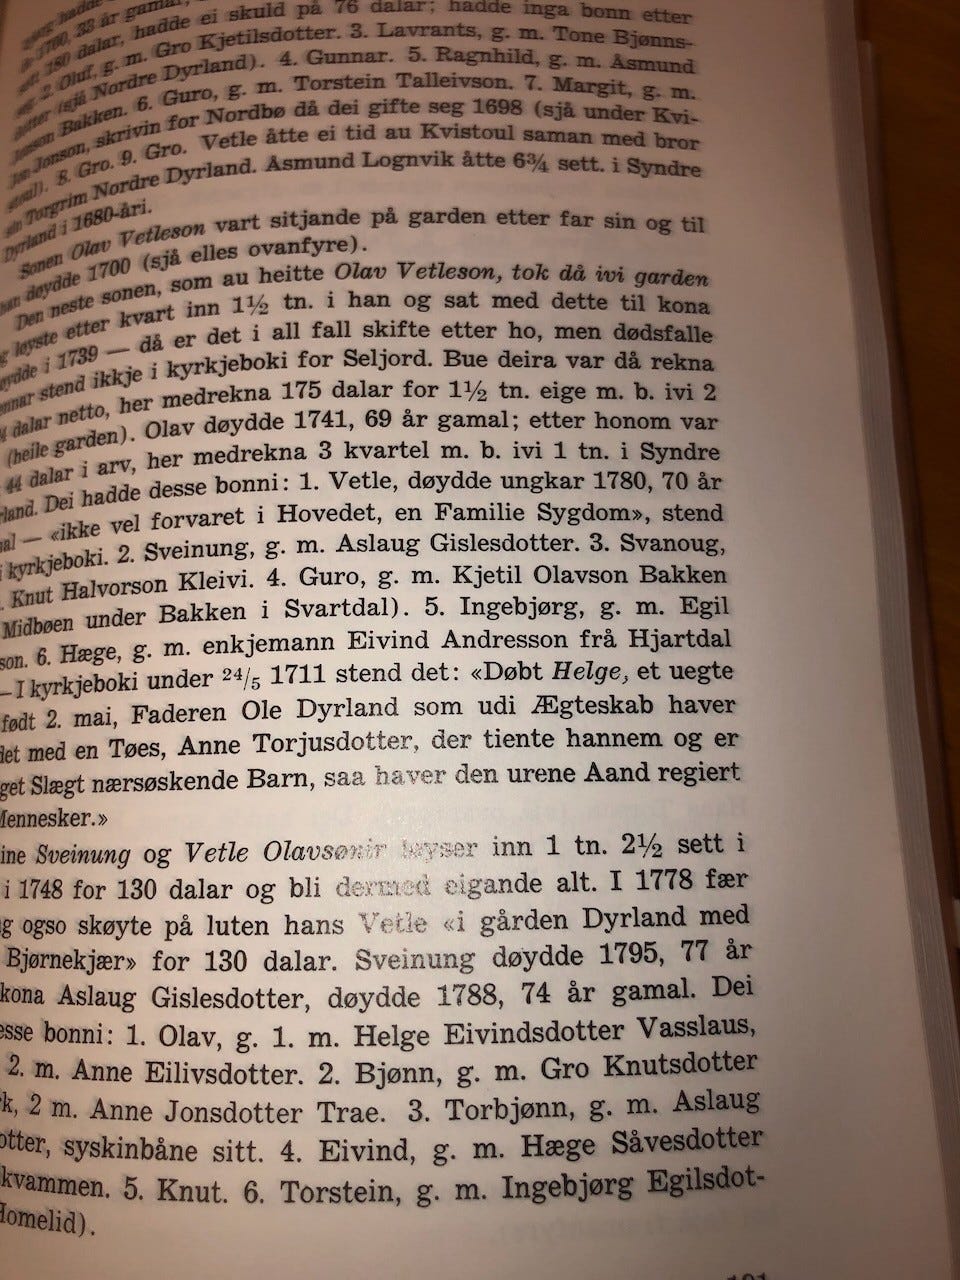 hadde ei skuld på 76 dalar; hadde inga bonn etter
1700, 33 år gamal,
180 dalar,
2. Oluf, g. m. Gro Kjetilsdotter. 3. Lavrants, g. m. Tone Bjønns-
dotter (sjå Nordre Dyrland). 4. Gunnar. 5. Ragnhild, g. m. Asmund
Jonson Bakken. 6. Guro, g. m. Torstein Talleivson. 7. Margit, g. m.
Jon Jonson, skrivin for Nordbø då dei gifte seg 1698 (sjå under Kvi-
stoul). 8. Gro. 9. Gro. Vetle åtte ei tid au Kvistoul saman med bror
sin Torgrim Nordre Dyrland. Asmund Lognvik åtte 6¾ sett. i Syndre
Dyrland i 1680-åri.
Sonen Olav Vetleson vart sitjande på garden etter far sin og til
han døydde 1700 (sjå elles ovanfyre).
Den neste sonen, som au heitte Olav Vetleson, tok då ivi garden
løyste etter kvart inn 1½ tn. i han og sat med dette til kona
døydde i 1739 — då er det i all fall skifte etter ho, men dødsfalle
hennar stend ikkje i kyrkjeboki for Seljord. Bue deira var då rekna
dalar netto, her medrekna 175 dalar for 1½ tn. eige m. b. ivi 2
(heile garden). Olav døydde 1741, 69 år gamal; etter honom var
44 dalar i arv, her medrekna 3 kvartel m. b. ivi 1 tn. i Syndre
rland. Dei hadde desse bonni: 1. Vetle, døydde ungkar 1780, 70 år
al — «ikke vel forvaret i Hovedet, en Familie Sygdom», stend
i kyrkjeboki. 2. Sveinung, g. m. Aslaug Gislesdotter. 3. Svanoug,
. Knut Halvorson Kleivi. 4. Guro, g. m. Kjetil Olavson Bakken
Midbøen under Bakken i Svartdal). 5. Ingebjørg, g. m. Egil
son. 6. Hæge, g. m. enkjemann Eivind Andresson frå Hjartdal
— I kyrkjeboki under 24/5 1711 stend det: «Døbt Helge, et uegte
født 2. mai, Faderen Ole Dyrland som udi Ægteskab haver
let med en Tøes, Anne Torjusdotter, der tiente hannem og er
get Slægt nærsøskende Barn, saa haver den urene Aand regiert
Mennesker.»
ine Sveinung og Vetle Olavsønir løyser inn 1 tn. 2½ sett i
i 1748 for 130 dalar og bli dermed eigande alt. I 1778 fær
g ogso skøyte på luten hans Vetle «i gården Dyrland med
Bjørnekjær» for 130 dalar. Sveinung døydde 1795, 77 år
kona Aslaug Gislesdotter, døydde 1788, 74 år gamal. Dei
esse bonni: 1. Olav, g. 1. m. Helge Eivindsdotter Vasslaus,
2. m. Anne Eilivsdotter. 2. Bjønn, g. m. Gro Knutsdotter
k, 2 m. Anne Jonsdotter Trae. 3. Torbjønn, g. m. Aslaug
otter, syskinbåne sitt. 4. Eivind, g. m. Hæge Såvesdotter
kvammen. 5. Knut. 6. Torstein, g. m. Ingebjørg Egilsdot-
Homelid).